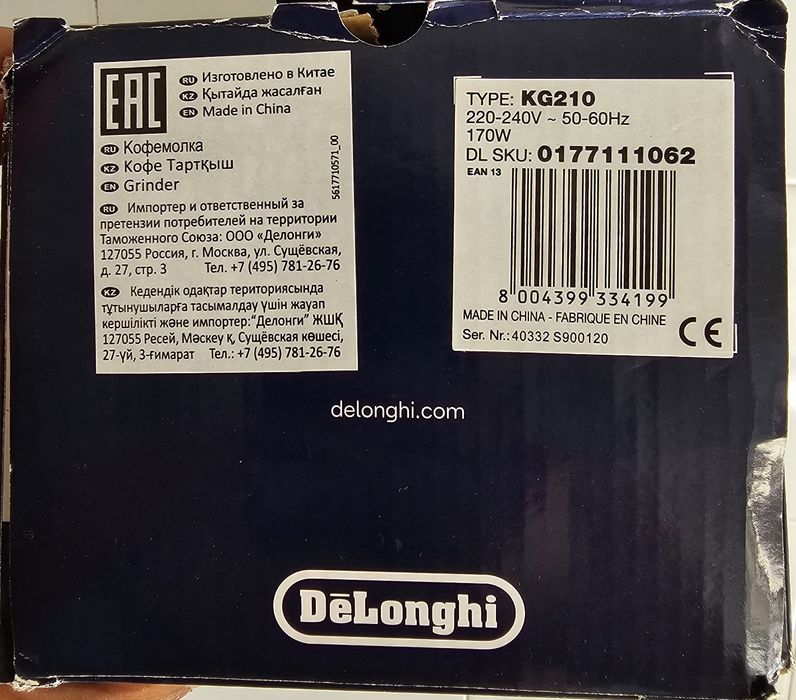 EAC
RU Изготовлено в Китае
KZ Қытайда жасалған
EN Made in China
RU Кофемолка
KZ Кофе Тартқыш
EN Grinder
RU Импортер и ответственный за
претензии потребителей на территории
Таможенного Союза: ООО «Делонги»
127055 Россия, г. Москва, ул. Сущёвская,
д. 27, стр. 3 Тел. +7 (495) 781-26-76
KZ Кедендік одақтар териториясында
тұтынушыларға тасымалдау үшін жауап
кершілікті және импортер:“Делонги” ЖШҚ
127055 Ресей, Мәскеу қ, Сущёвская көшесі,
27-үй, 3-ғимарат Тел.: +7 (495) 781-26-76
5617710571_00
TYPE: KG210
220-240V ~ 50-60Hz
170W
DL SKU: 0177111062
EAN 13
8 004399 334199
MADE IN CHINA - FABRIQUE EN CHINE
Ser. Nr.: 40332 S900120
CE
delonghi.com
DēLonghi